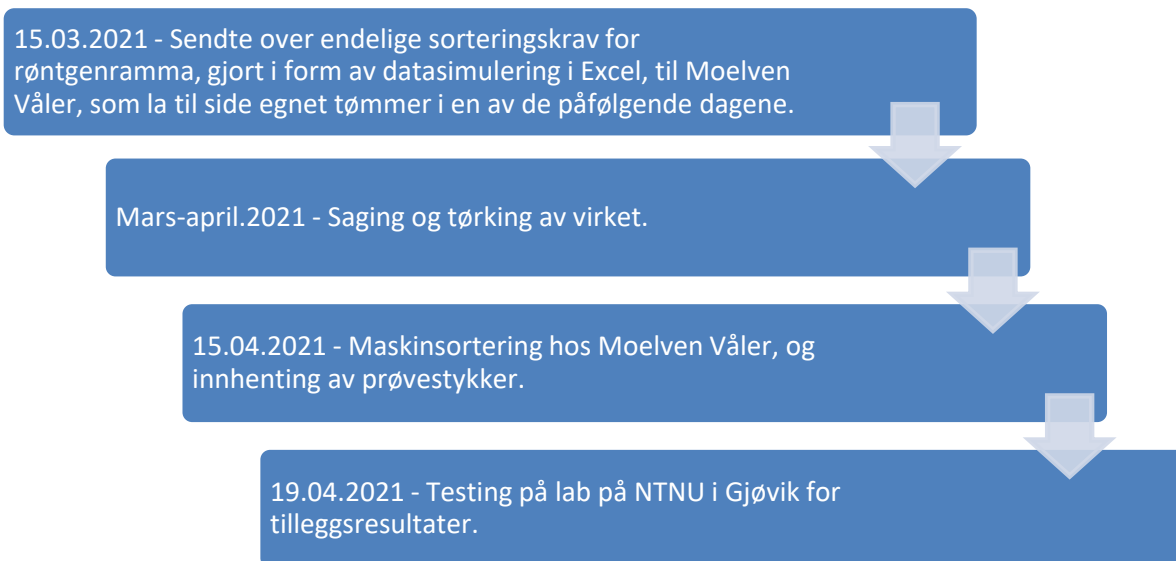 15.03.2021 - Sendte over endelige sorteringskrav for
røntgenramma, gjort i form av datasimulering i Excel, til Moelven
Våler, som la til side egnet tømmer i en av de påfølgende dagene.
Mars-april.2021 - Saging og tørking av virket.
15.04.2021 - Maskinsortering hos Moelven Våler, og
innhenting av prøvestykker.
19.04.2021 - Testing på lab på NTNU i Gjøvik for
tilleggsresultater.